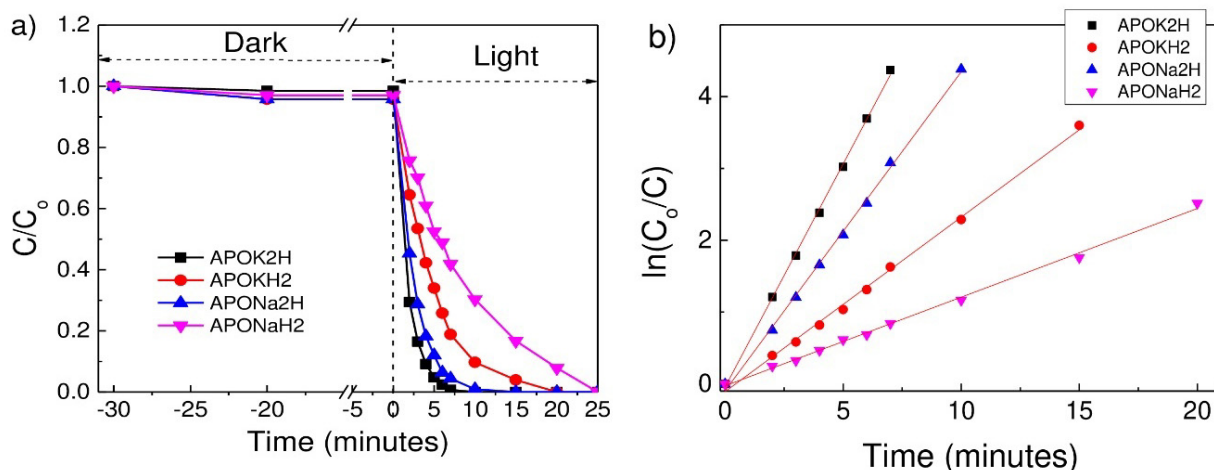 a)
Dark
Light
C/Co
1.2
1.0
0.8
0.6
0.4
0.2
0.0
APOK2H
APOKH2
APONa2H
APONaH2
-30
-20
-5
0
5
10
15
20
25
Time (minutes)
b)
ln(Co/C)
4
2
0
APOK2H
APOKH2
APONa2H
APONaH2
0
5
10
15
20
Time (minutes)